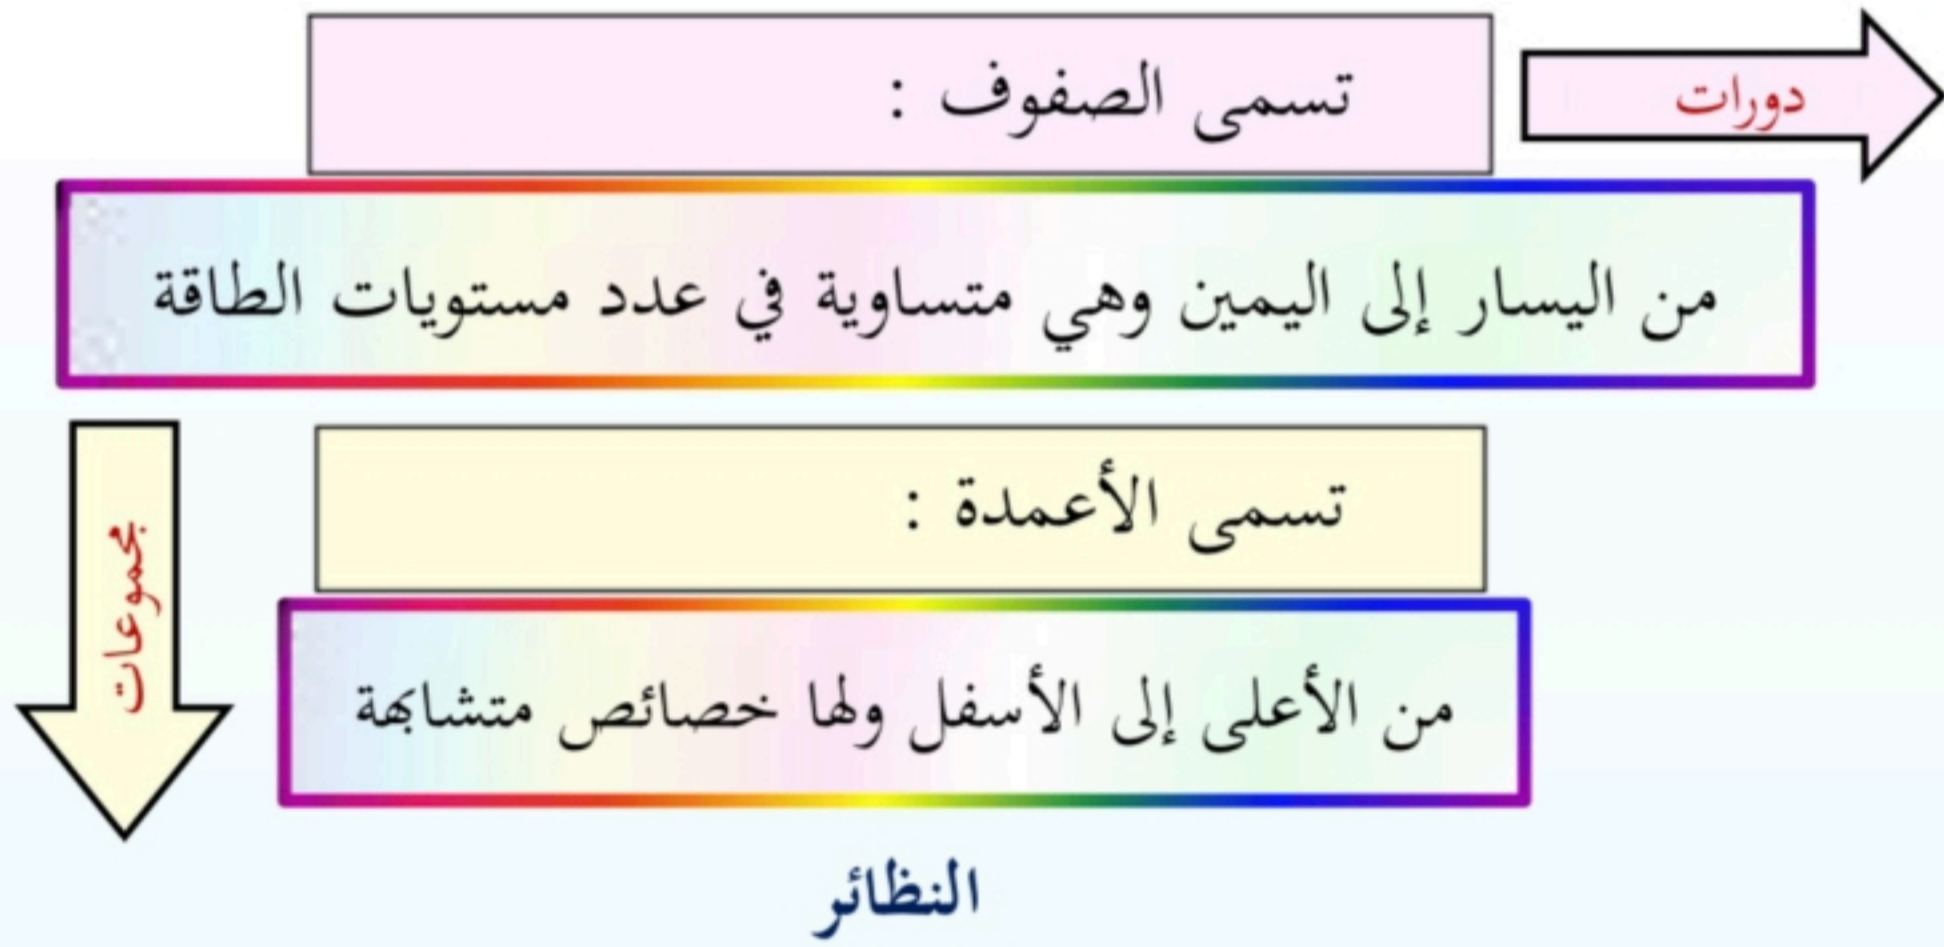 تسمى الصفوف :
دورات
من اليسار إلى اليمين وهي متساوية في عدد مستويات الطاقة
تسمى الأعمدة :
مجموعات
من الأعلى إلى الأسفل ولها خصائص متشابهة
النظائر